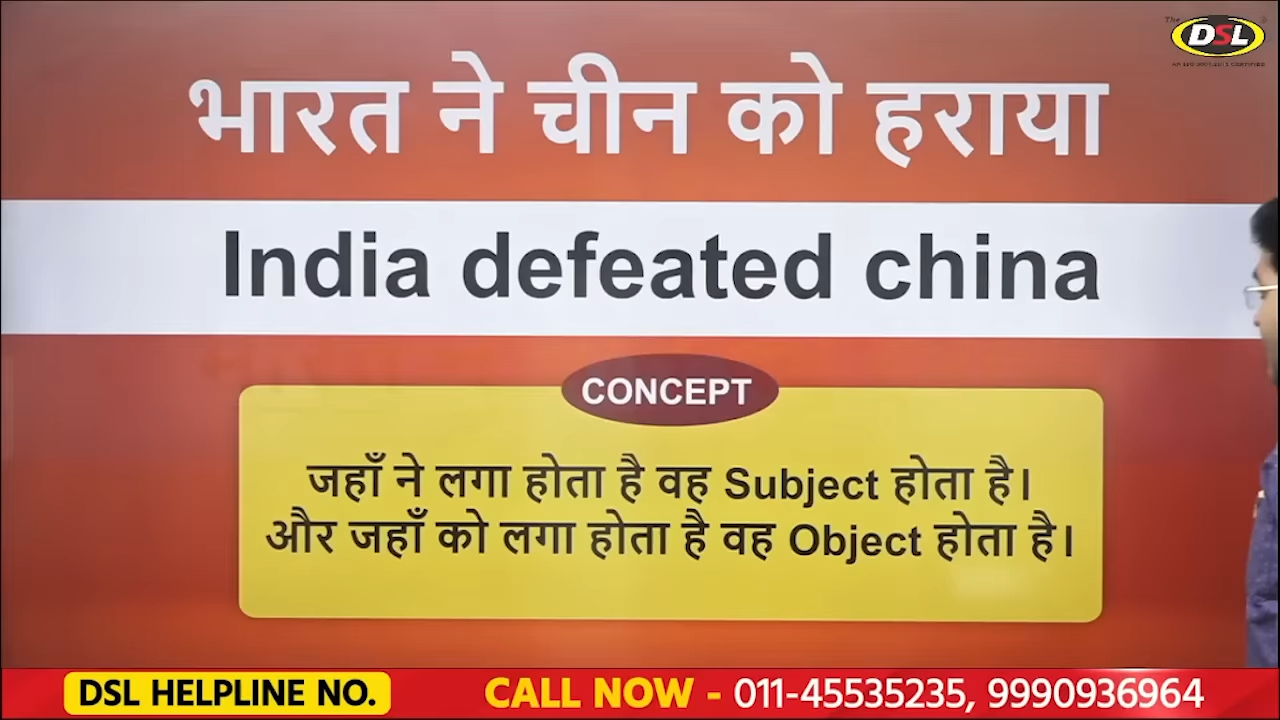 The
DSL
भारत ने चीन को हराया
India defeated china
CONCEPT
जहाँ ने लगा होता है वह Subject होता है।
और जहाँ को लगा होता है वह Object होता है।
DSL HELPLINE NO. CALL NOW - 011-45535235, 9990936964